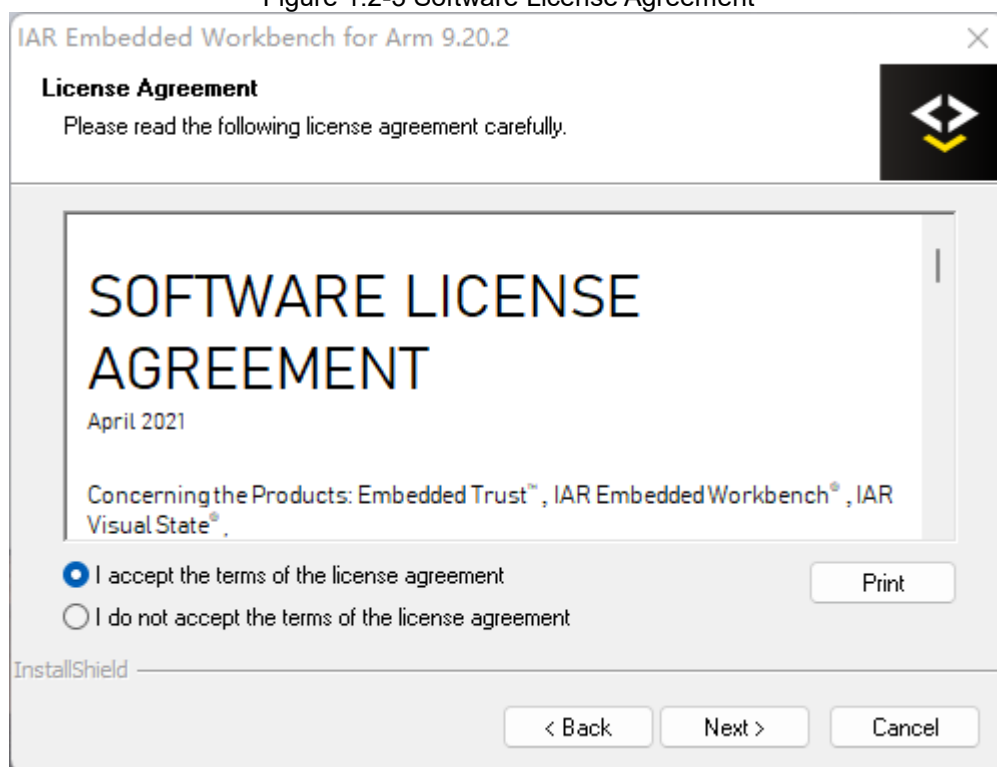 Figure 1.2-3 Software License Agreement
IAR Embedded Workbench for Arm 9.20.2
License Agreement
Please read the following license agreement carefully.
SOFTWARE LICENSE
AGREEMENT
April 2021
Concerning the Products: Embedded Trust™, IAR Embedded Workbench®, IAR
Visual State®,
I accept the terms of the license agreement
Print
I do not accept the terms of the license agreement
InstallShield
< Back Next > Cancel